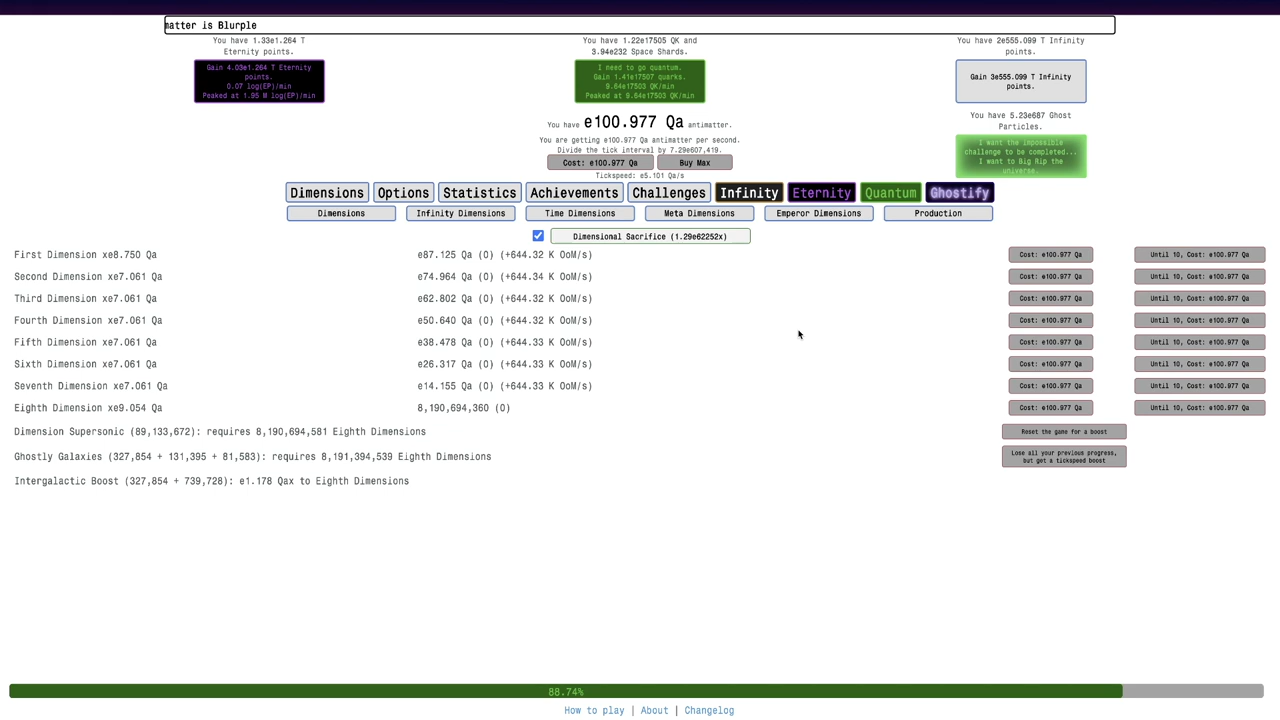 matter is Blurple
You have 1.33e1.264 T
Eternity points.
Gain 4.03e1.264 T Eternity
points.
0.07 log(EP)/min
Peaked at 1.95 M log(EP)/min
You have 1.22e17505 QK and
3.94e232 Space Shards.
I need to go quantum.
Gain 1.41e17507 quarks.
9.64e17503 QK/min
Peaked at 9.64e17503 QK/min
You have 2e555.099 T Infinity
points.
Gain 3e555.099 T Infinity
points.
You have 5.23e687 Ghost
Particles.
I want the impossible
challenge to be completed...
I want to Big Rip the
universe.
You have e100.977 Qa antimatter.
You are getting e100.977 Qa antimatter per second.
Divide the tick interval by 7.29e607,419.
Cost: e100.977 Qa Buy Max
Tickspeed: e5.101 Qa/s
Dimensions Options Statistics Achievements Challenges Infinity Eternity Quantum Ghostify
Dimensions Infinity Dimensions Time Dimensions Meta Dimensions Emperor Dimensions Production
Dimensional Sacrifice (1.29e62252x)
First Dimension xe8.750 Qa e87.125 Qa (0) (+644.32 K OoM/s) Cost: e100.977 Qa Until 10, Cost: e100.977 Qa
Second Dimension xe7.061 Qa e74.964 Qa (0) (+644.34 K OoM/s) Cost: e100.977 Qa Until 10, Cost: e100.977 Qa
Third Dimension xe7.061 Qa e62.802 Qa (0) (+644.32 K OoM/s) Cost: e100.977 Qa Until 10, Cost: e100.977 Qa
Fourth Dimension xe7.061 Qa e50.640 Qa (0) (+644.32 K OoM/s) Cost: e100.977 Qa Until 10, Cost: e100.977 Qa
Fifth Dimension xe7.061 Qa e38.478 Qa (0) (+644.33 K OoM/s) Cost: e100.977 Qa Until 10, Cost: e100.977 Qa
Sixth Dimension xe7.061 Qa e26.317 Qa (0) (+644.33 K OoM/s) Cost: e100.977 Qa Until 10, Cost: e100.977 Qa
Seventh Dimension xe7.061 Qa e14.155 Qa (0) (+644.33 K OoM/s) Cost: e100.977 Qa Until 10, Cost: e100.977 Qa
Eighth Dimension xe9.054 Qa 8,190,694,360 (0) Cost: e100.977 Qa Until 10, Cost: e100.977 Qa
Dimension Supersonic (89,133,672): requires 8,190,694,581 Eighth Dimensions Reset the game for a boost
Ghostly Galaxies (327,854 + 131,395 + 81,583): requires 8,191,394,539 Eighth Dimensions Lose all your previous progress,
but get a tickspeed boost
Intergalactic Boost (327,854 + 739,728): e1.178 Qax to Eighth Dimensions
88.74%
How to play | About | Changelog